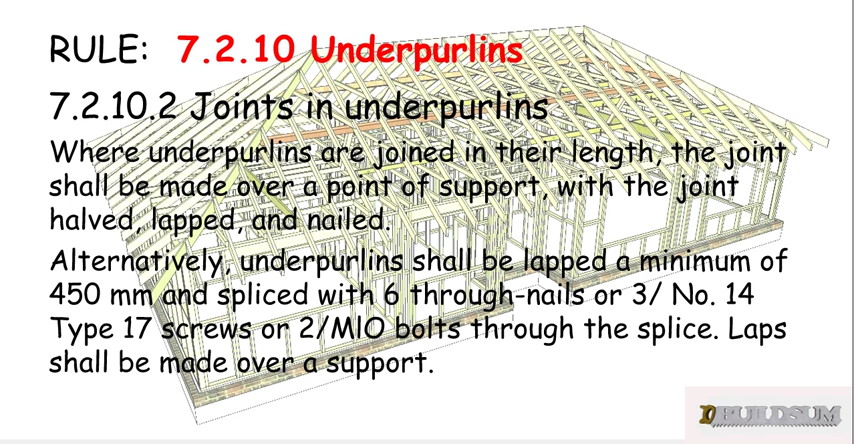 RULE: 7.2.10 Underpurlins
7.2.10.2 Joints in underpurlins
Where underpurlins are joined in their length, the joint
shall be made over a point of support, with the joint
halved, lapped, and nailed.
Alternatively, underpurlins shall be lapped a minimum of
450 mm and spliced with 6 through-nails or 3/ No. 14
Type 17 screws or 2/M1O bolts through the splice. Laps
shall be made over a support.
BUILDSUM